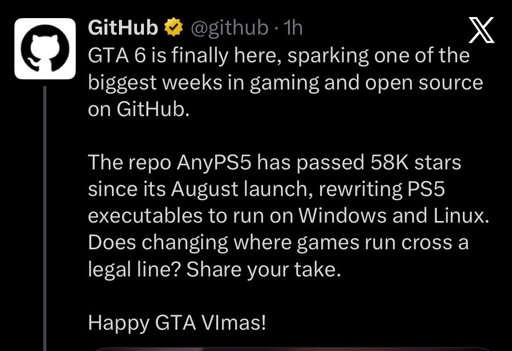 GitHub @github · 1h
GTA 6 is finally here, sparking one of the
biggest weeks in gaming and open source
on GitHub.
The repo AnyPS5 has passed 58K stars
since its August launch, rewriting PS5
executables to run on Windows and Linux.
Does changing where games run cross a
legal line? Share your take.
Happy GTA VImas!